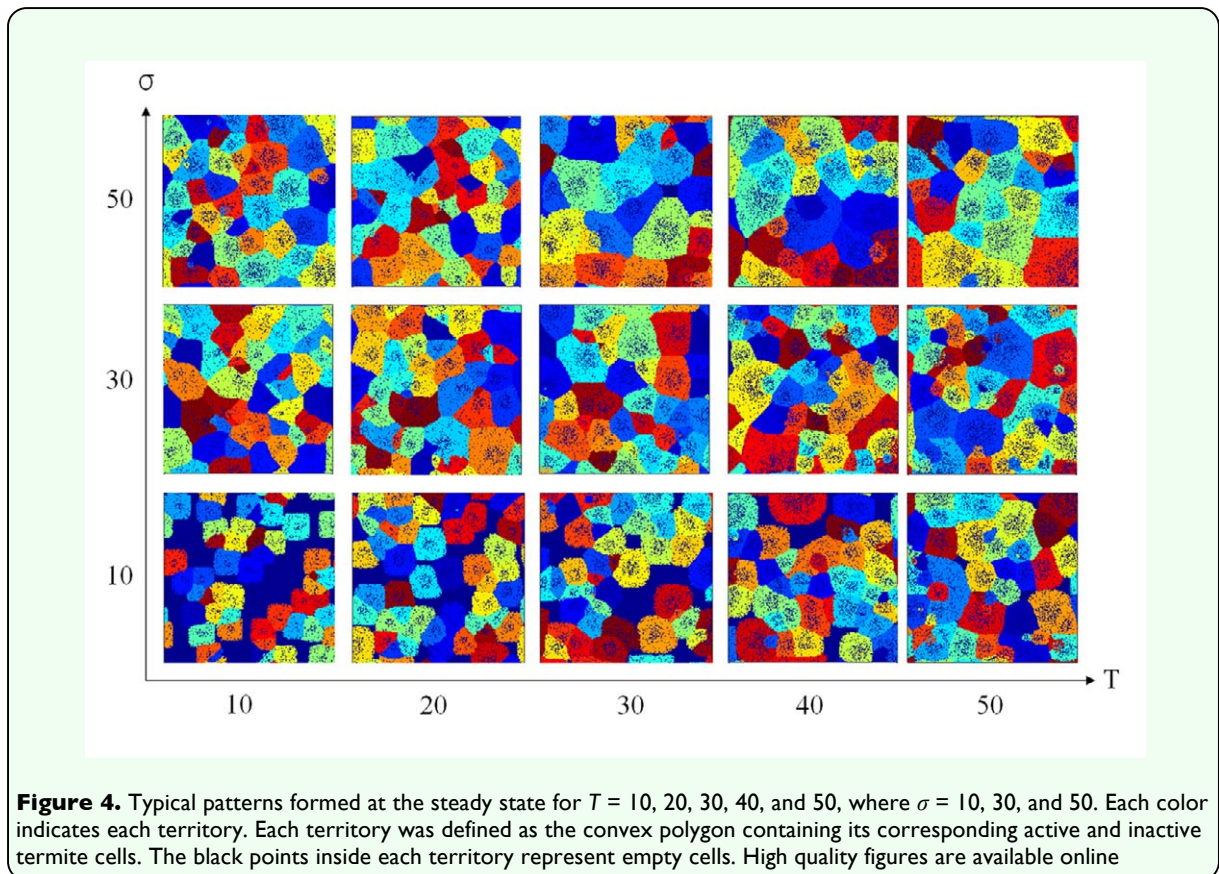 σ
50
30
10
T
10 20 30 40 50
Figure 4. Typical patterns formed at the steady state for T = 10, 20, 30, 40, and 50, where σ = 10, 30, and 50. Each color
indicates each territory. Each territory was defined as the convex polygon containing its corresponding active and inactive
termite cells. The black points inside each territory represent empty cells. High quality figures are available online